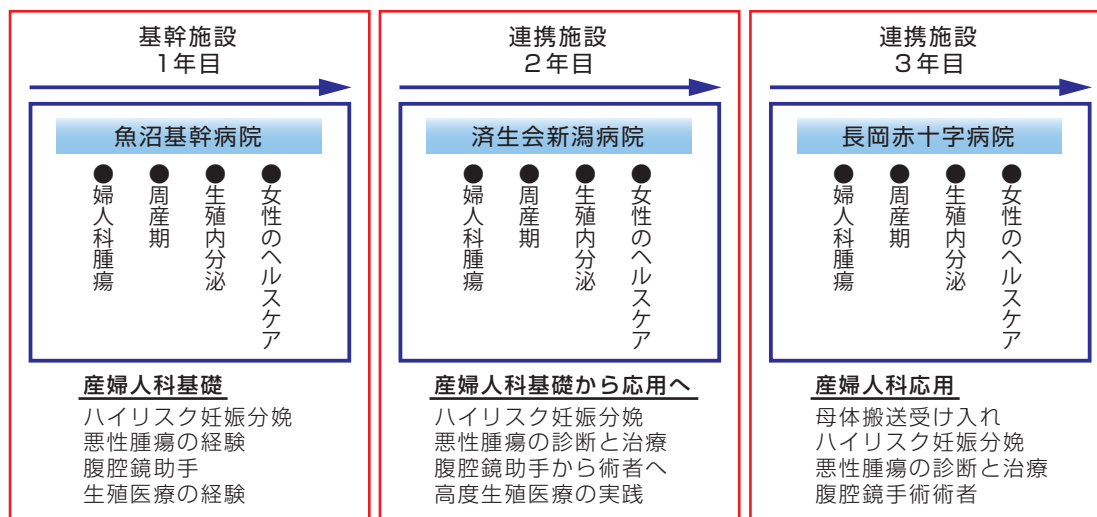 基幹施設
1年目
魚沼基幹病院
●婦人科腫瘍
●周産期
●生殖内分泌
●女性のヘルスケア
産婦人科基礎
ハイリスク妊娠分娩
悪性腫瘍の経験
腹腔鏡助手
生殖医療の経験
連携施設
2年目
済生会新潟病院
●婦人科腫瘍
●周産期
●生殖内分泌
●女性のヘルスケア
産婦人科基礎から応用へ
ハイリスク妊娠分娩
悪性腫瘍の診断と治療
腹腔鏡助手から術者へ
高度生殖医療の実践
連携施設
3年目
長岡赤十字病院
●婦人科腫瘍
●周産期
●生殖内分泌
●女性のヘルスケア
産婦人科応用
母体搬送受け入れ
ハイリスク妊娠分娩
悪性腫瘍の診断と治療
腹腔鏡手術術者